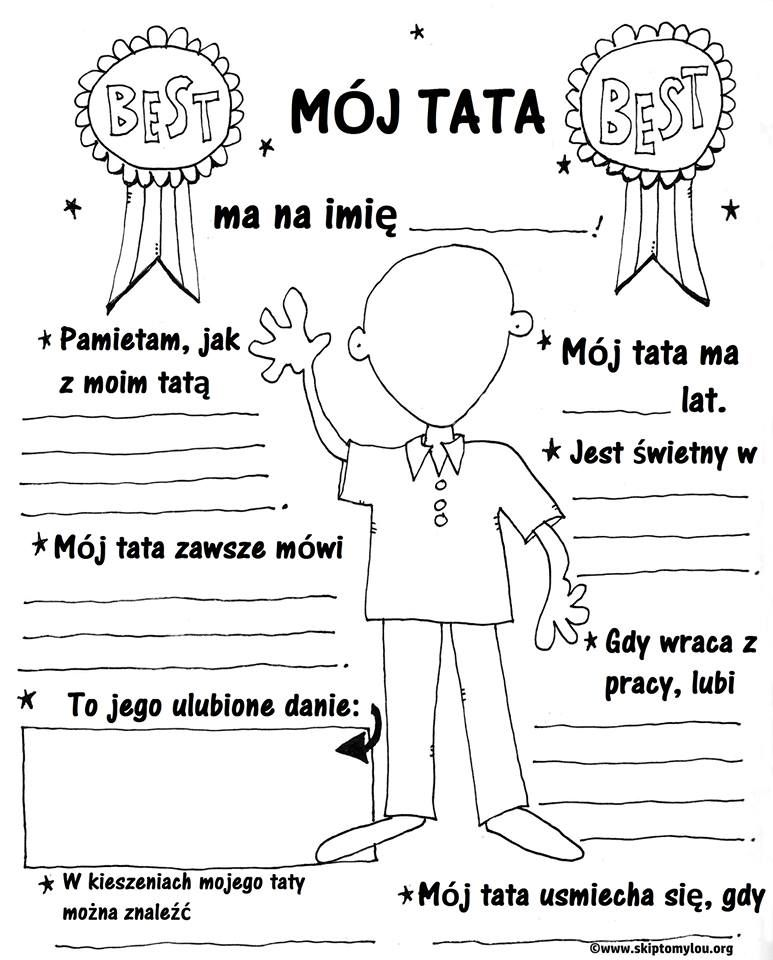 BEST
MÓJ TATA
BEST
ma na imię ____________!
Pamietam, jak
z moim tatą
.
Mój tata ma
______ lat.
Jest świetny w
.
Mój tata zawsze mówi
.
Gdy wraca z
pracy, lubi
.
To jego ulubione danie:
W kieszeniach mojego taty
można znaleźć
Mój tata usmiecha się, gdy
.
©www.skiptomylou.org